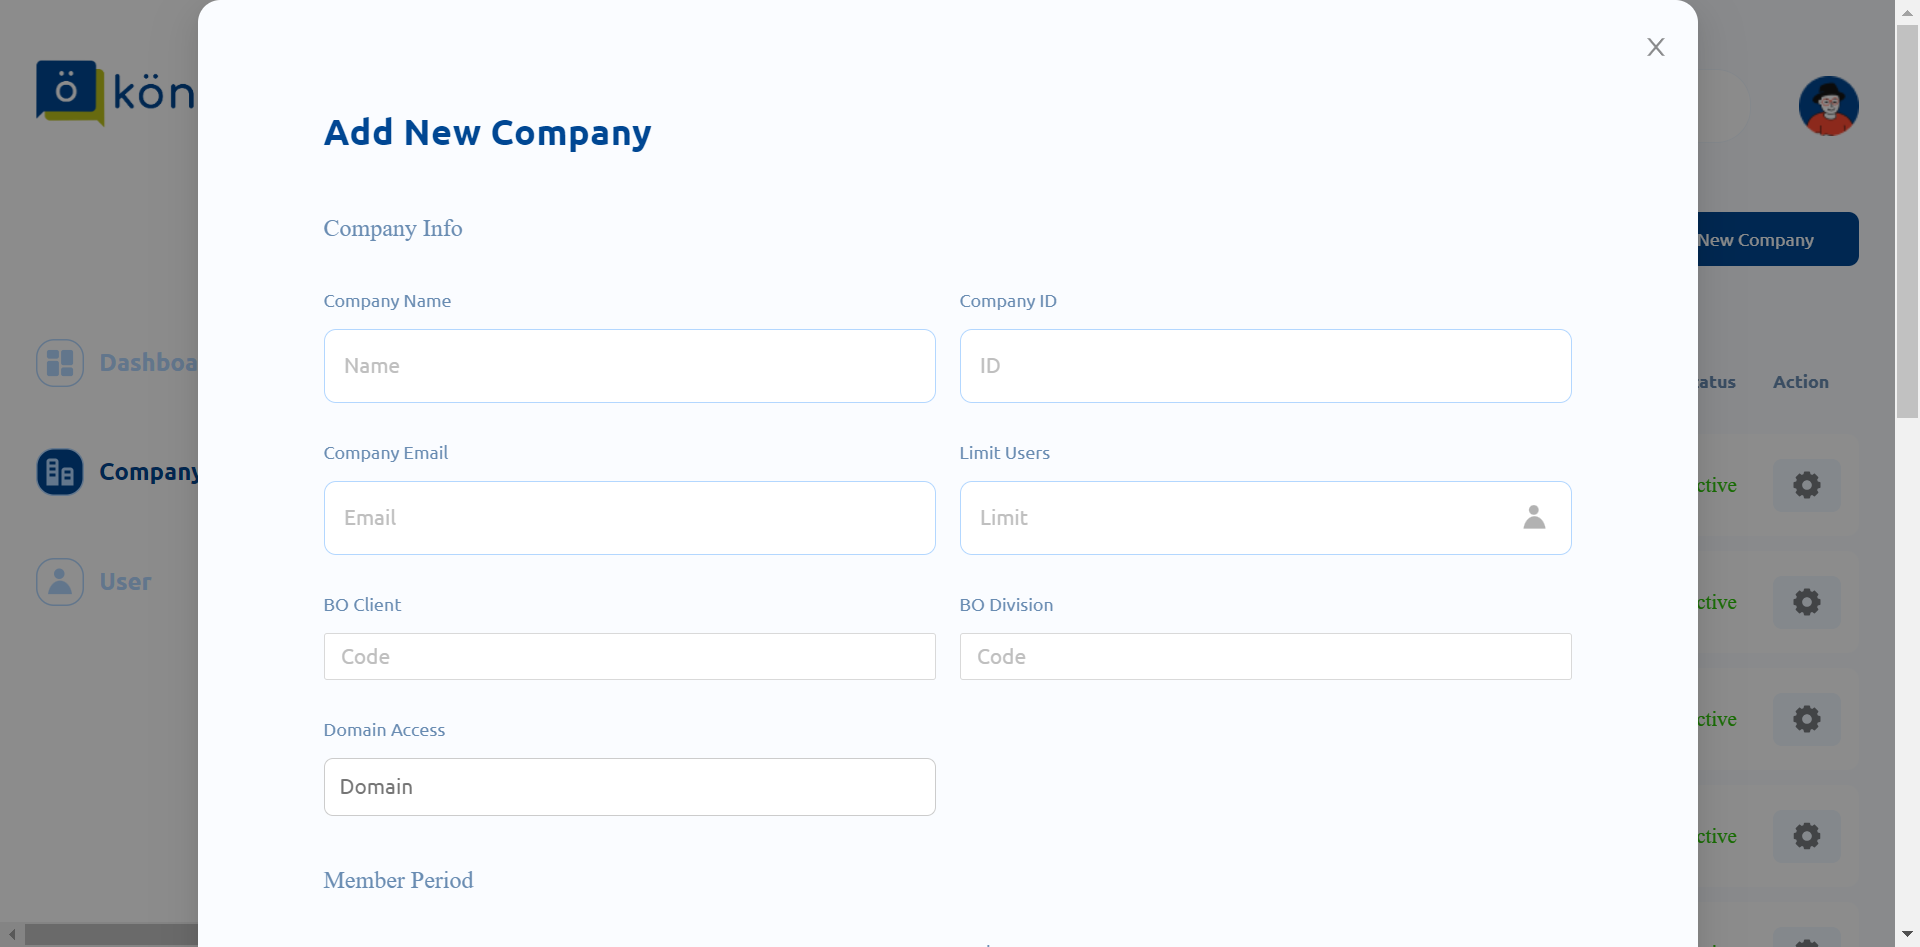 ö kön
X
Add New Company
Company Info
New Company
Company Name
Company ID
Name
ID
Dashboa
atus Action
Company Email
Limit Users
Company
ctive
Email
Limit
User
BO Client
BO Division
ctive
Code
Code
Domain Access
ctive
Domain
ctive
Member Period